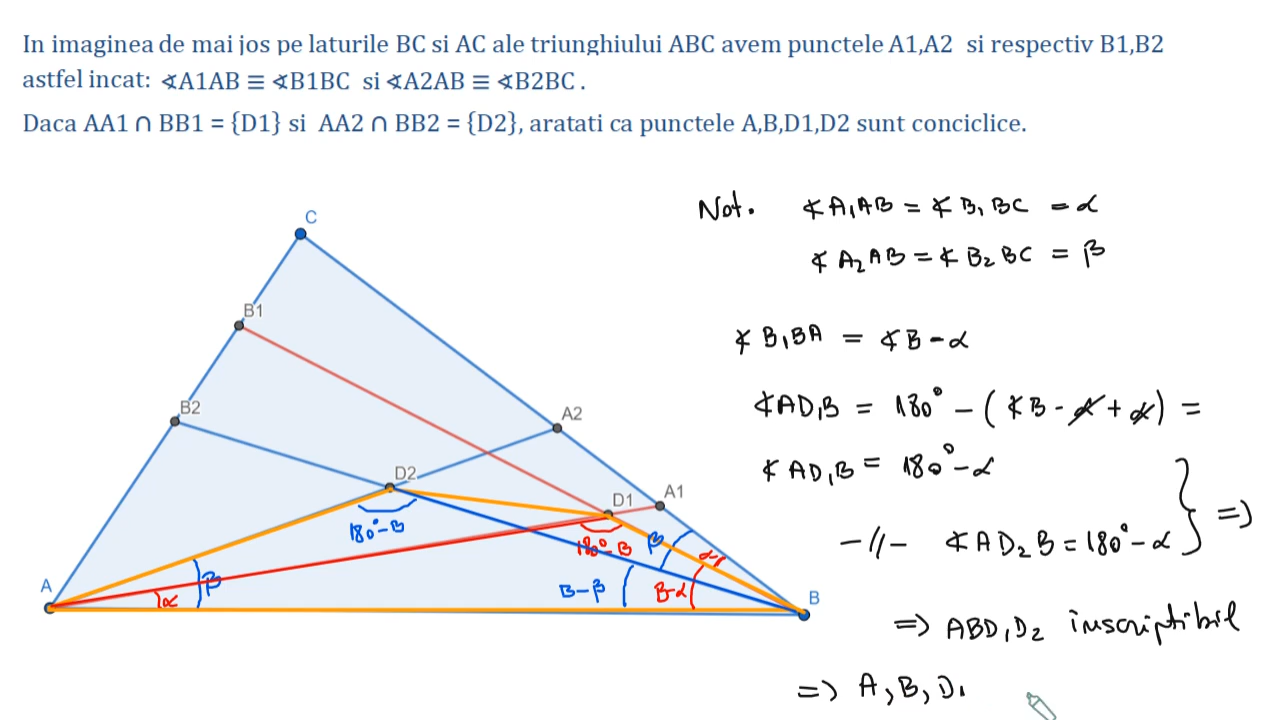 In imaginea de mai jos pe laturile BC si AC ale triunghiului ABC avem punctele A1,A2 si respectiv B1,B2
astfel incat: ∢A1AB ≡ ∢B1BC si ∢A2AB ≡ ∢B2BC .
Daca AA1 ∩ BB1 = {D1} si AA2 ∩ BB2 = {D2}, aratati ca punctele A,B,D1,D2 sunt conciclice.
Not. ∢A₁AB = ∢B₁BC = α
∢A₂AB = ∢B₂BC = β
∢B₁BA = ∢B - α
∢AD₁B = 180° - (∢B - α + α) =
∢AD₁B = 180° - α
-//- ∢AD₂B = 180° - α } =>
=> ABD₁D₂ inscriptibil
=> A, B, D₁
C
B1
B2
A2
D2
A1
D1
180°-B
180°-B
β
α
A
α
β
B-β
B-α
B